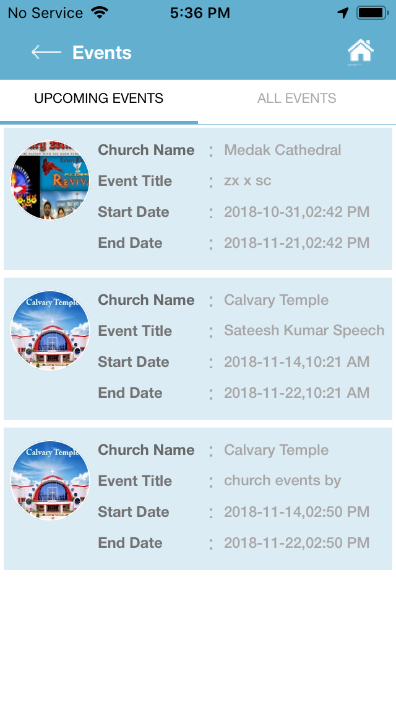 No Service 5:36 PM
Events
UPCOMING EVENTS ALL EVENTS
Church Name : Medak Cathedral
Event Title : zx x sc
Start Date : 2018-10-31,02:42 PM
End Date : 2018-11-21,02:42 PM
Calvary Temple
Church Name : Calvary Temple
Event Title : Sateesh Kumar Speech
Start Date : 2018-11-14,10:21 AM
End Date : 2018-11-22,10:21 AM
Calvary Temple
Church Name : Calvary Temple
Event Title : church events by
Start Date : 2018-11-14,02:50 PM
End Date : 2018-11-22,02:50 PM